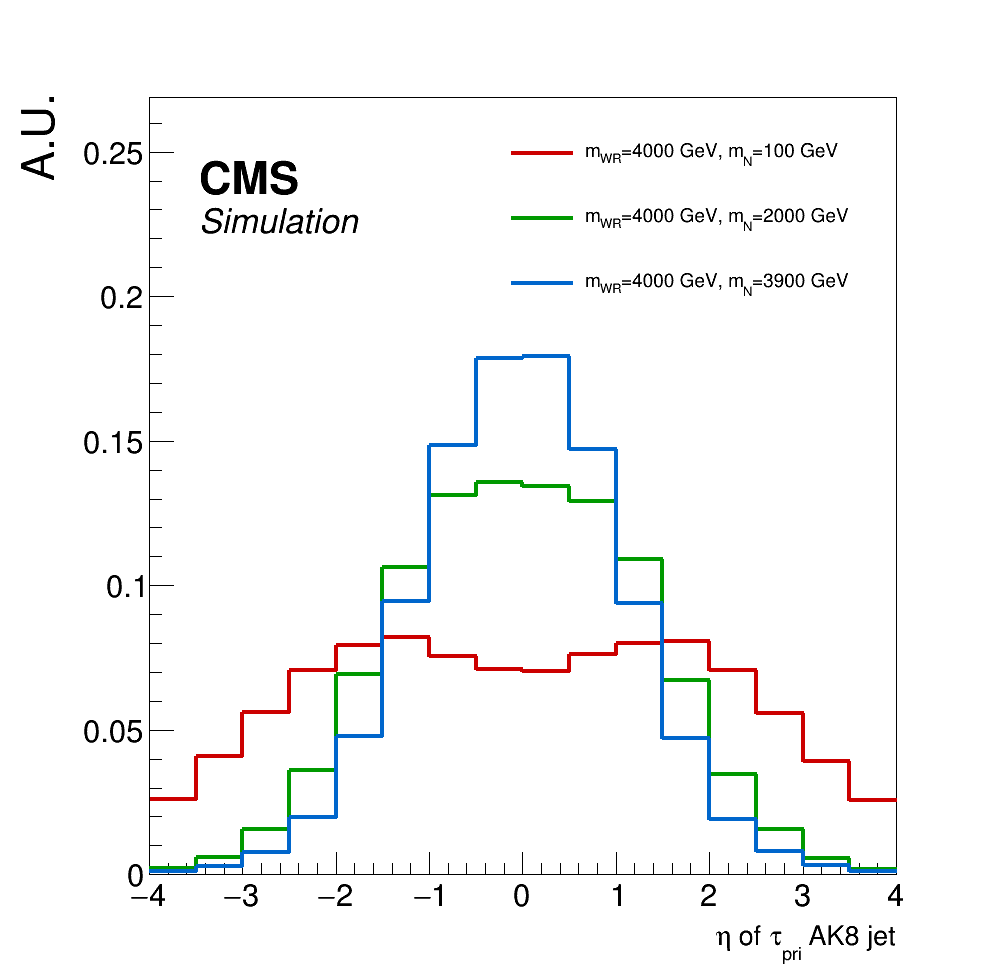 A.U.
CMS
Simulation
m_WR=4000 GeV, m_N=100 GeV
m_WR=4000 GeV, m_N=2000 GeV
m_WR=4000 GeV, m_N=3900 GeV
0.25
0.2
0.15
0.1
0.05
0
−4 −3 −2 −1 0 1 2 3 4
η of τ_pri AK8 jet